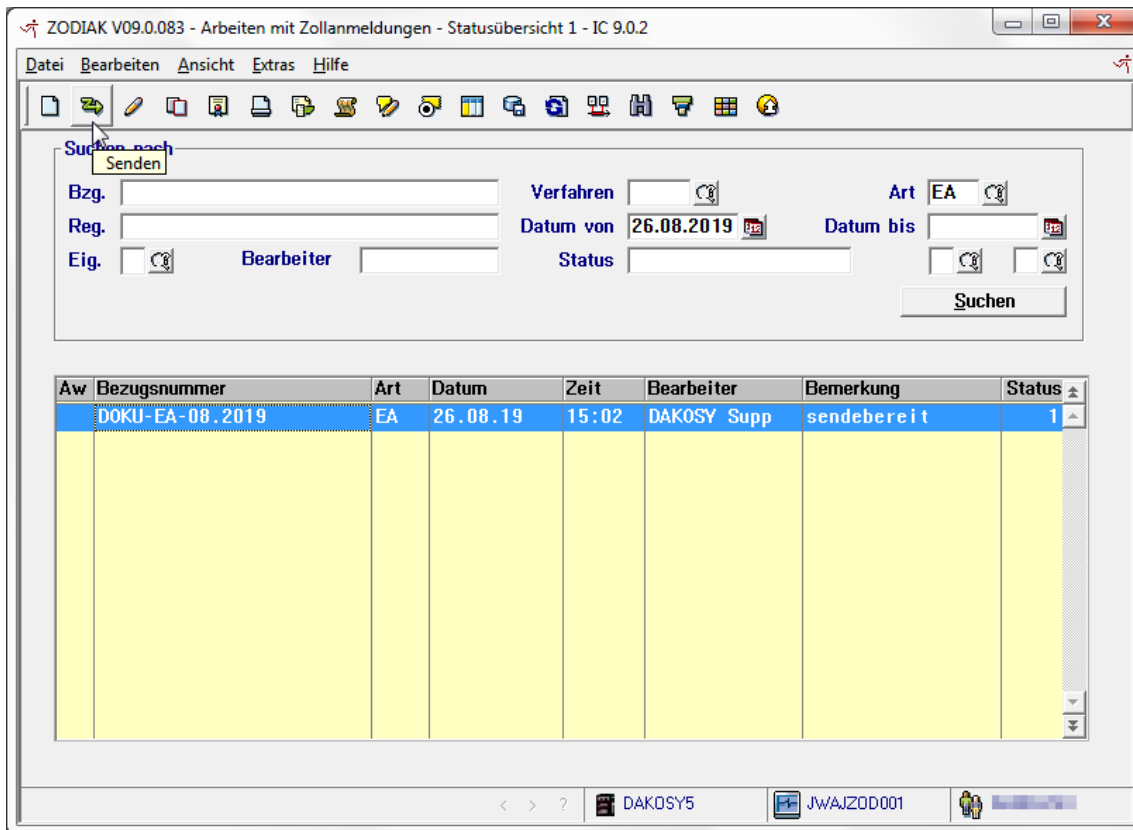 ZODIAK V09.0.083 - Arbeiten mit Zollanmeldungen - Statusübersicht 1 - IC 9.0.2
Datei Bearbeiten Ansicht Extras Hilfe
Suchen nach
Senden
Bzg. Verfahren Art EA
Reg. Datum von 26.08.2019 Datum bis
Eig. Bearbeiter Status
Suchen
Aw Bezugsnummer Art Datum Zeit Bearbeiter Bemerkung Status
DOKU-EA-08.2019 EA 26.08.19 15:02 DAKOSY Supp sendebereit 1
< > ? DAKOSY5 JWAJZOD001